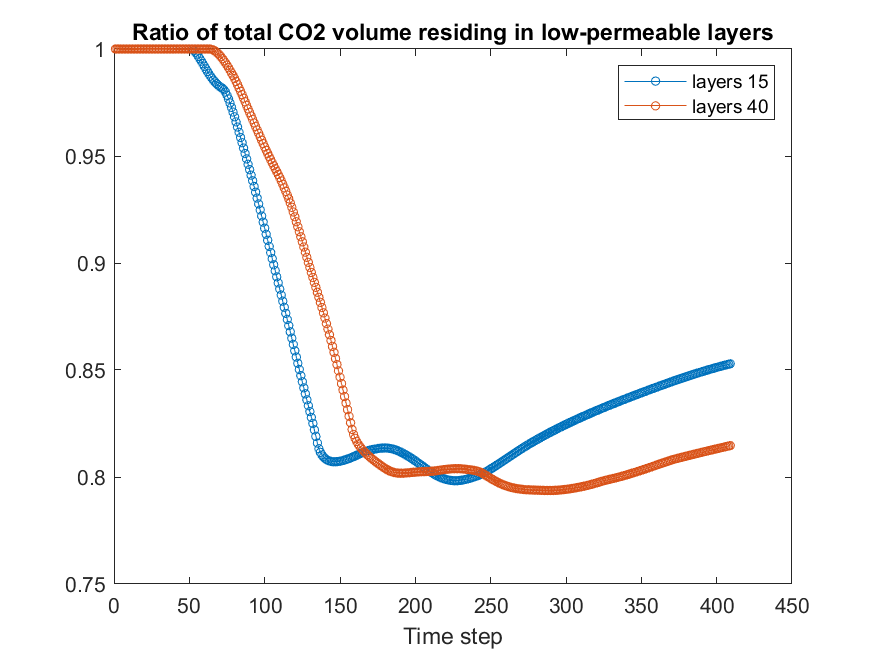 Ratio of total CO2 volume residing in low-permeable layers
layers 15
layers 40
1
0.95
0.9
0.85
0.8
0.75
0 50 100 150 200 250 300 350 400 450
Time step